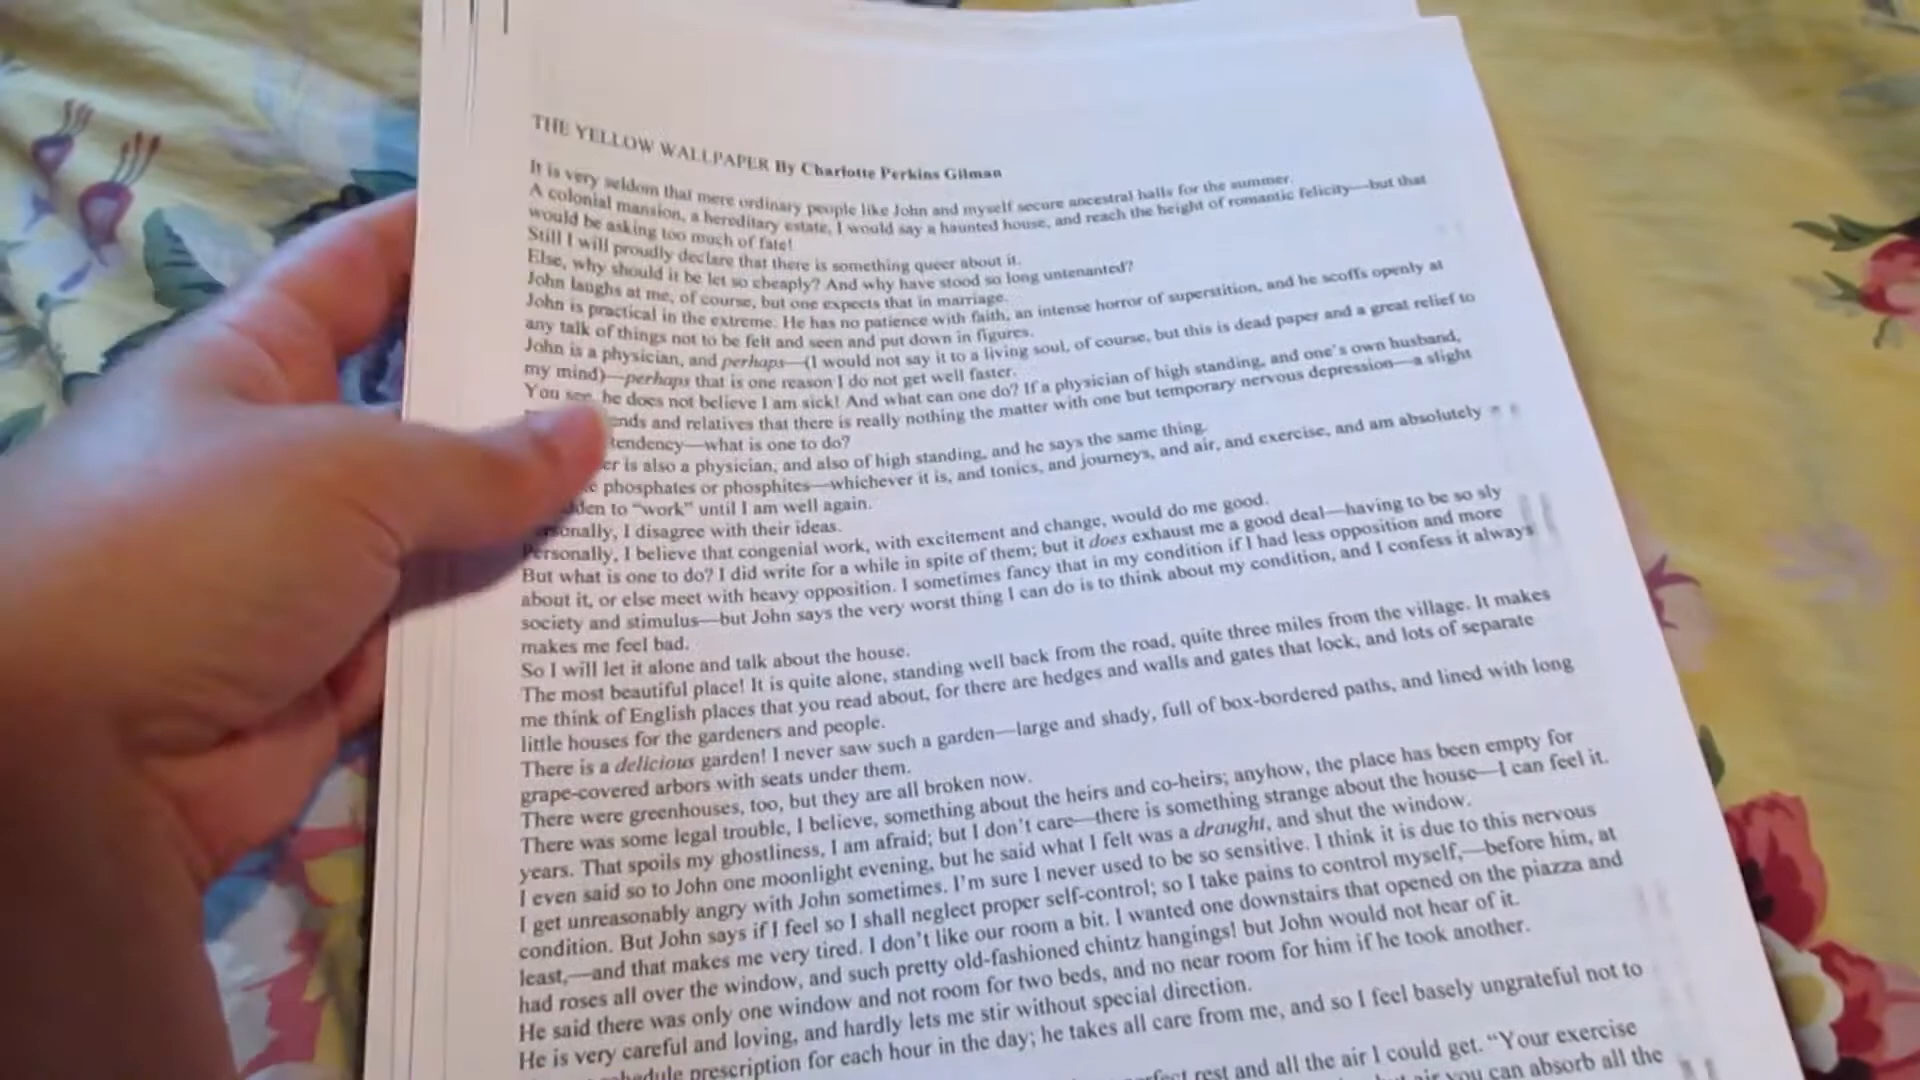 THE YELLOW WALLPAPER By Charlotte Perkins Gilman
It is very seldom that mere ordinary people like John and myself secure ancestral halls for the summer.
A colonial mansion, a hereditary estate, I would say a haunted house, and reach the height of romantic felicity—but that
would be asking too much of fate!
Still I will proudly declare that there is something queer about it.
Else, why should it be let so cheaply? And why have stood so long untenanted?
John laughs at me, of course, but one expects that in marriage.
John is practical in the extreme. He has no patience with faith, an intense horror of superstition, and he scoffs openly at
any talk of things not to be felt and seen and put down in figures.
John is a physician, and perhaps—(I would not say it to a living soul, of course, but this is dead paper and a great relief to
my mind)—perhaps that is one reason I do not get well faster.
You see, he does not believe I am sick! And what can one do? If a physician of high standing, and one's own husband,
ends and relatives that there is really nothing the matter with one but temporary nervous depression—a slight
tendency—what is one to do?
er is also a physician, and also of high standing, and he says the same thing.
phosphates or phosphites—whichever it is, and tonics, and journeys, and air, and exercise, and am absolutely
den to “work” until I am well again.
sonally, I disagree with their ideas.
Personally, I believe that congenial work, with excitement and change, would do me good.
But what is one to do? I did write for a while in spite of them; but it does exhaust me a good deal—having to be so sly
about it, or else meet with heavy opposition. I sometimes fancy that in my condition if I had less opposition and more
society and stimulus—but John says the very worst thing I can do is to think about my condition, and I confess it always
makes me feel bad.
So I will let it alone and talk about the house.
The most beautiful place! It is quite alone, standing well back from the road, quite three miles from the village. It makes
me think of English places that you read about, for there are hedges and walls and gates that lock, and lots of separate
little houses for the gardeners and people.
There is a delicious garden! I never saw such a garden—large and shady, full of box-bordered paths, and lined with long
grape-covered arbors with seats under them.
There were greenhouses, too, but they are all broken now.
There was some legal trouble, I believe, something about the heirs and co-heirs; anyhow, the place has been empty for
years. That spoils my ghostliness, I am afraid; but I don't care—there is something strange about the house—I can feel it.
I even said so to John one moonlight evening, but he said what I felt was a draught, and shut the window.
I get unreasonably angry with John sometimes. I'm sure I never used to be so sensitive. I think it is due to this nervous
condition. But John says if I feel so I shall neglect proper self-control; so I take pains to control myself,—before him, at
least,—and that makes me very tired. I don't like our room a bit. I wanted one downstairs that opened on the piazza and
had roses all over the window, and such pretty old-fashioned chintz hangings! but John would not hear of it.
He said there was only one window and not room for two beds, and no near room for him if he took another.
He is very careful and loving, and hardly lets me stir without special direction.
schedule prescription for each hour in the day; he takes all care from me, and so I feel basely ungrateful not to
rest and all the air I could get. “Your exercise
air you can absorb all the